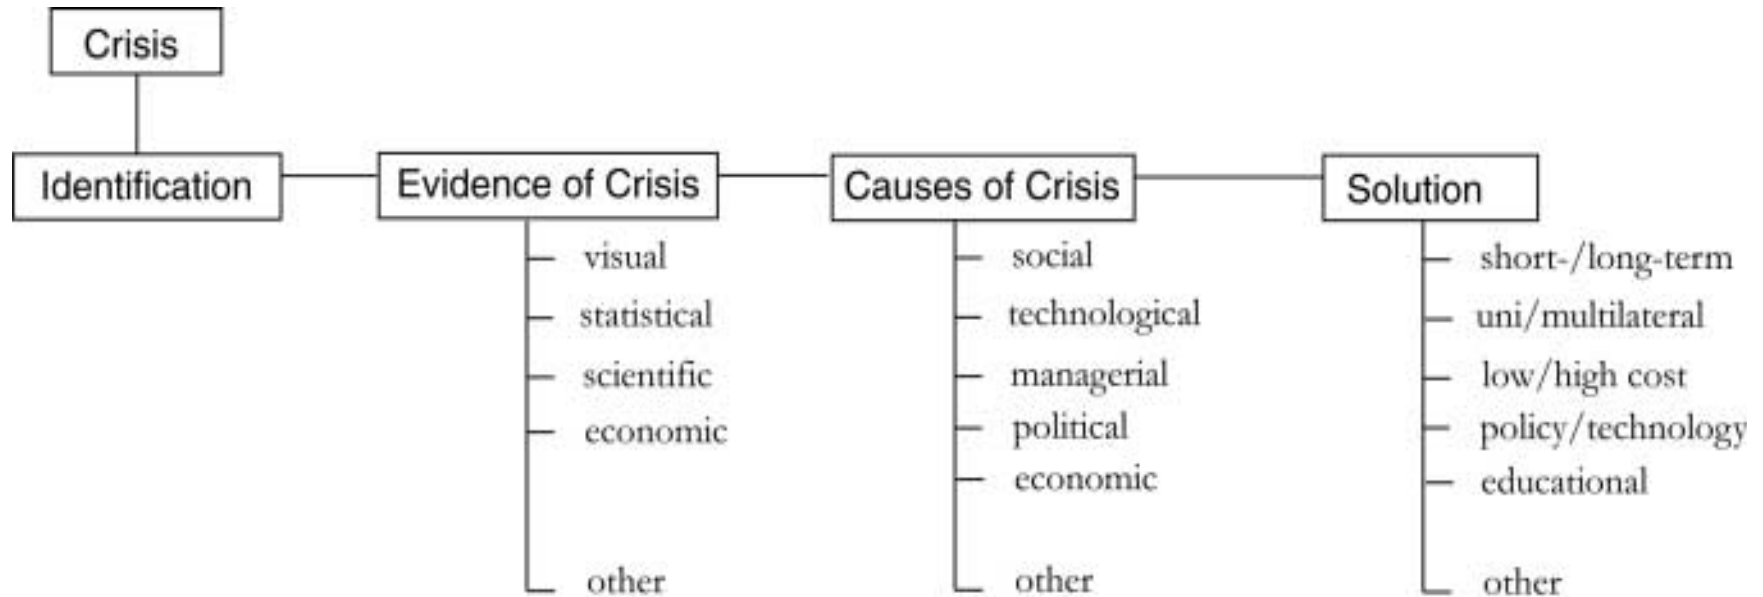 Crisis
Identification
Evidence of Crisis
visual
statistical
scientific
economic
other
Causes of Crisis
social
technological
managerial
political
economic
other
Solution
short-/long-term
uni/multilateral
low/high cost
policy/technology
educational
other